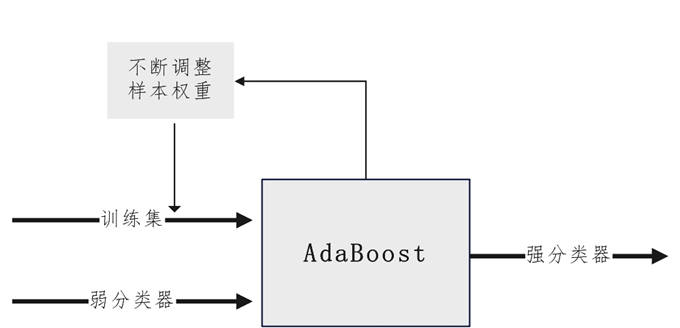 不断调整
样本权重
训练集
AdaBoost
强分类器
弱分类器